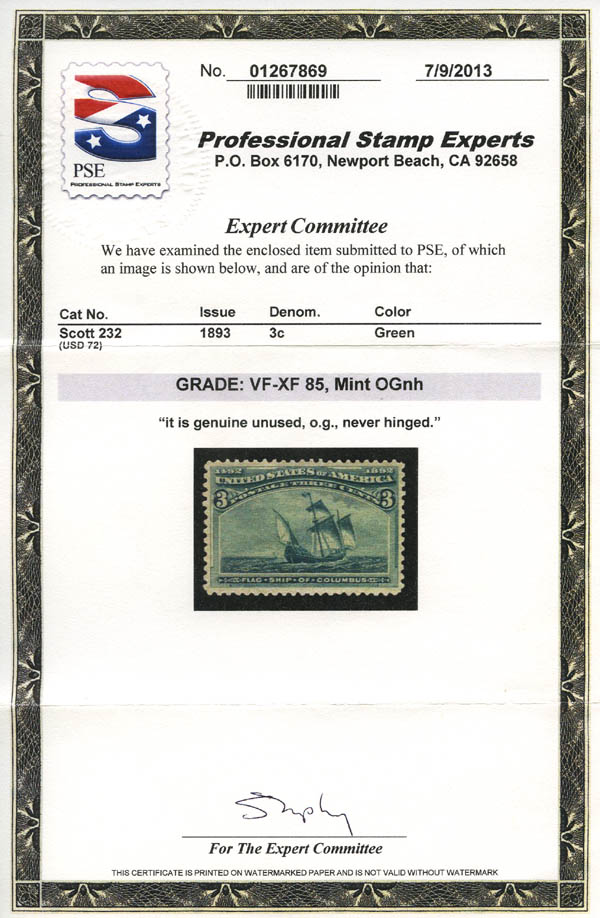 No. 01267869 7/9/2013
PSE
PROFESSIONAL STAMP EXPERTS
Professional Stamp Experts
P.O. Box 6170, Newport Beach, CA 92658
Expert Committee
We have examined the enclosed item submitted to PSE, of which
an image is shown below, and are of the opinion that:
Cat No. Issue Denom. Color
Scott 232 1893 3c Green
(USD 72)
GRADE: VF-XF 85, Mint OGnh
“it is genuine unused, o.g., never hinged.”
1492 1892
UNITED STATES OF AMERICA
3 POSTAGE THREE CENTS 3
FLAG-SHIP-OF-COLUMBUS
For The Expert Committee
THIS CERTIFICATE IS PRINTED ON WATERMARKED PAPER AND IS NOT VALID WITHOUT WATERMARK